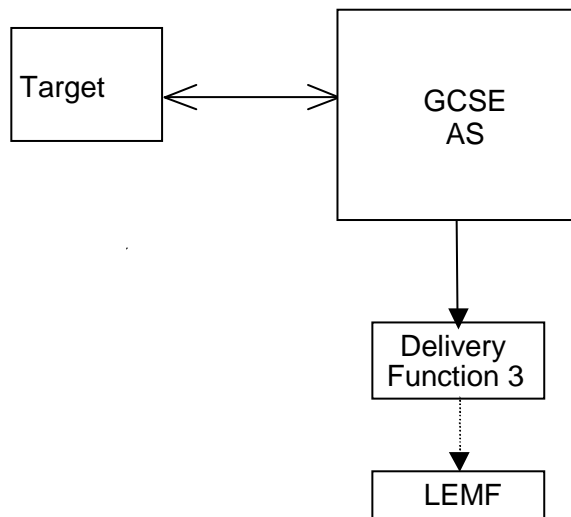 Target
GCSE
AS
Delivery
Function 3
LEMF